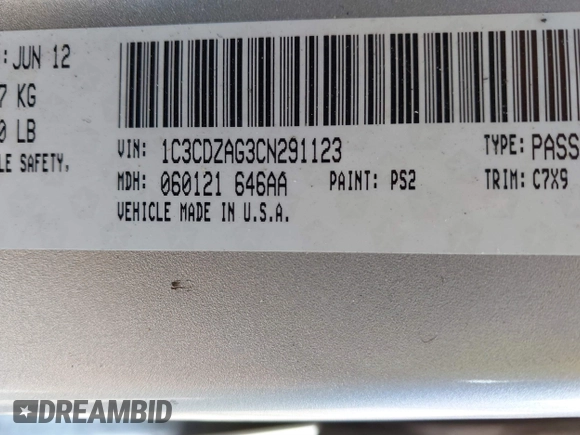 : JUN 12
7 KG
0 LB
LE SAFETY,
VIN: 1C3CDZAG3CN291123
TYPE: PASS
MDH: 060121 646AA
PAINT: PS2
TRIM: C7X9
VEHICLE MADE IN U.S.A.
DREAMBID